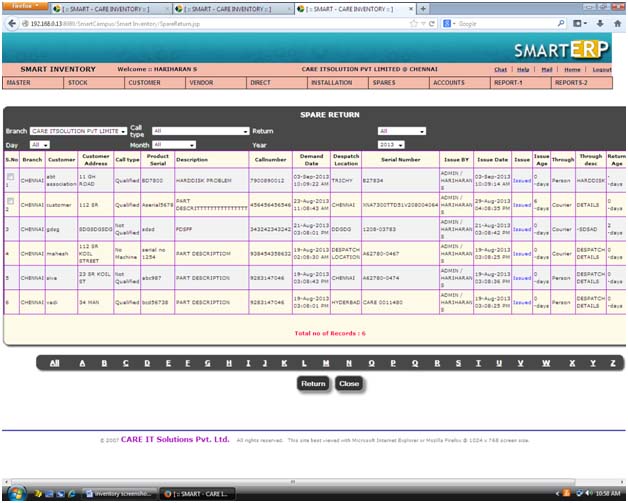 Firefox
[ :: SMART - CARE INVENTORY :: ]
[ :: SMART - CARE INVENTORY :: ]
[ :: SMART - CARE INVENTORY :: ]
192.168.0.13:8089/SmartCampus/Smart Inventory/SpareReturn.jsp
Google
SMARTERP
SMART INVENTORY Welcome :: HARIHARAN S CARE ITSOLUTION PVT LIMITED @ CHENNAI Chat | Help | Mail | Home | Logout
MASTER STOCK CUSTOMER VENDOR DIRECT INSTALLATION SPARES ACCOUNTS REPORT-1 REPORTS-2
SPARE RETURN
Branch CARE ITSOLUTION PVT LIMITE Call type All Return All
Day All Month All Year 2013
S.No Branch Customer Customer Address Call type Product Serial Description Callnumber Demand Date Despatch Location Serial Number Issue BY Issue Date Issue Issue Age Through Through desc Return Age
1 CHENNAI abt association 11 GH ROAD Qualified BD7800 HARDDISK PROBLEM 7900890012 03-Sep-2013 10:09:22 AM TRICHY B27834 ADMIN / HARIHARAN S 03-Sep-2013 10:09:14 AM Issued 0 -days Person HARDDISK -days
2 CHENNAI customer 112 SR Qualified Aserial5678 PART 456456456546 23-Aug-2013 11:08:43 AM CHENNAI ADMIN / HARIHARAN S 29-Aug-2013 04:08:25 PM Issued 6 -days Courier DETAILS 0 -days
3 CHENNAI gdsg SDGSDGSDG Not Qualified sdsd FDSFF 343242343242 21-Aug-2013 03:08:01 PM DDSDG 1208-03783 ADMIN / HARIHARAN S 21-Aug-2013 03:08:42 PM Issued 0 -days Courier -SDSAD 2 -days
4 CHENNAI mahesh 112 SR KOIL STREET No Machine serial no 1254 PART DESCRIPTION 938454358632 19-Aug-2013 02:08:30 AM DESPATCH LOCATION A62780-0467 ADMIN / HARIHARAN S 19-Aug-2013 03:08:25 PM Issued 0 -days Courier DESPATCH DETAILS 0 -days
5 CHENNAI siva 23 SR KOIL ST Not Qualified abc987 PART DESCRIPTION 9283147046 19-Aug-2013 03:08:43 PM CHENNAI A62780-0474 ADMIN / HARIHARAN S 19-Aug-2013 03:08:36 PM Issued 0 -days Person DESPATCH DETAILS 0 -days
6 CHENNAI vadi 34 MAN Qualified bcd56738 PART DESCRIPTION 9283147046 19-Aug-2013 03:08:01 PM HYDERBAD CARE 0011480 ADMIN / HARIHARAN S 19-Aug-2013 03:08:25 PM Issued 0 -days Person DESPATCH DETAILS 0 -days
Total no of Records : 6
All A B C D E F G H I J K L M N O P Q R S T U V W X Y Z
Return Close
© 2007 CARE IT Solutions Pvt. Ltd. All rights reserved. This site best viewed with Microsoft Internet Explorer or Mozilla Firefox @ 1024 x 768 screen size.
inventory screensho... [ :: SMART - CARE I... 10:58 AM